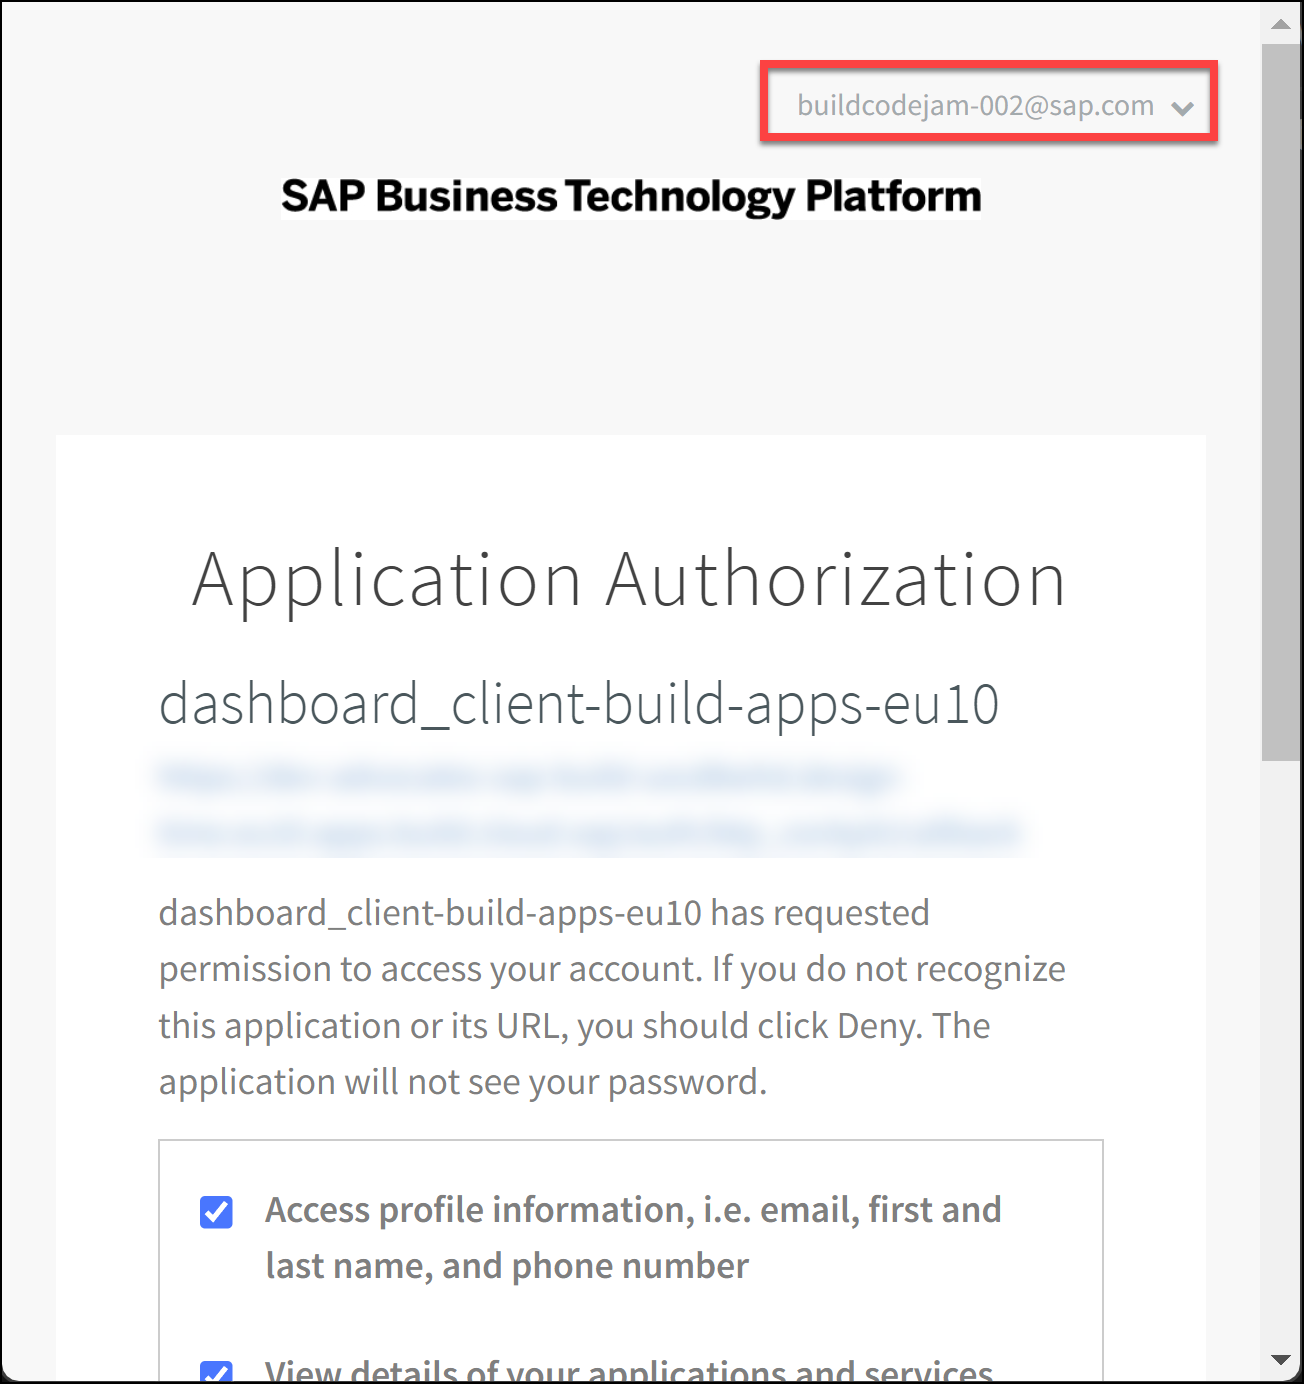 buildcodejam-002@sap.com
SAP Business Technology Platform
Application Authorization
dashboard_client-build-apps-eu10
dashboard_client-build-apps-eu10 has requested
permission to access your account. If you do not recognize
this application or its URL, you should click Deny. The
application will not see your password.
Access profile information, i.e. email, first and
last name, and phone number
View details of your applications and services